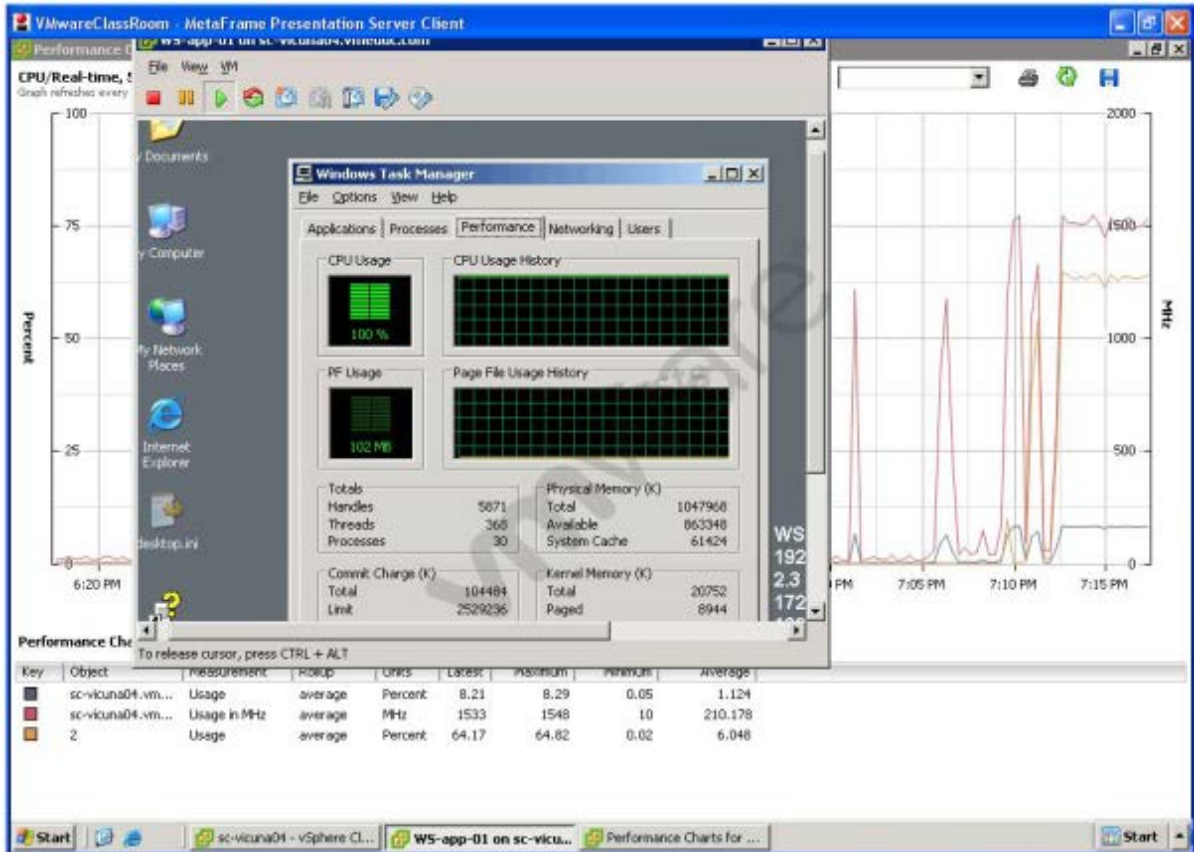 VMwareClassRoom - MetaFrame Presentation Server Client
Performance C
WS-app-01 on sc-vicuna04.vmeduc.com
File View VM
CPU/Real-time,
Graph refreshes every
100
75
50
25
0
Percent
2000
1500
1000
500
0
MHz
6:20 PM
PM
7:05 PM
7:10 PM
7:15 PM
y Documents
y Computer
y Network
Places
Internet
Explorer
desktop.ini
Windows Task Manager
File Options View Help
Applications Processes Performance Networking Users
CPU Usage
CPU Usage History
100 %
PF Usage
Page File Usage History
102 MB
Totals
Handles 5871
Threads 368
Processes 30
Physical Memory (K)
Total 1047968
Available 863348
System Cache 61424
Commit Charge (K)
Total 104484
Limit 2529236
Kernel Memory (K)
Total 20752
Paged 8944
WS
192
2.3
172
vmware
To release cursor, press CTRL + ALT
Performance Cha
Key Object Measurement Rollup Units Latest Maximum Minimum Average
sc-vicuna04.vm... Usage average Percent 8.21 8.29 0.05 1.124
sc-vicuna04.vm... Usage in MHz average MHz 1533 1548 10 210.178
2 Usage average Percent 64.17 64.82 0.02 6.048
Start
sc-vicuna04 - vSphere Cl...
WS-app-01 on sc-vicu...
Performance Charts for ...
Start